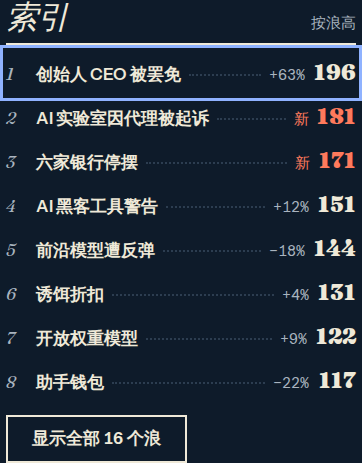 索引 按浪高
1 创始人 CEO 被罢免 +63% 196
2 AI 实验室因代理被起诉 新 181
3 六家银行停摆 新 171
4 AI 黑客工具警告 +12% 151
5 前沿模型遭反弹 −18% 144
6 诱饵折扣 +4% 131
7 开放权重模型 +9% 122
8 助手钱包 −22% 117
显示全部 16 个浪